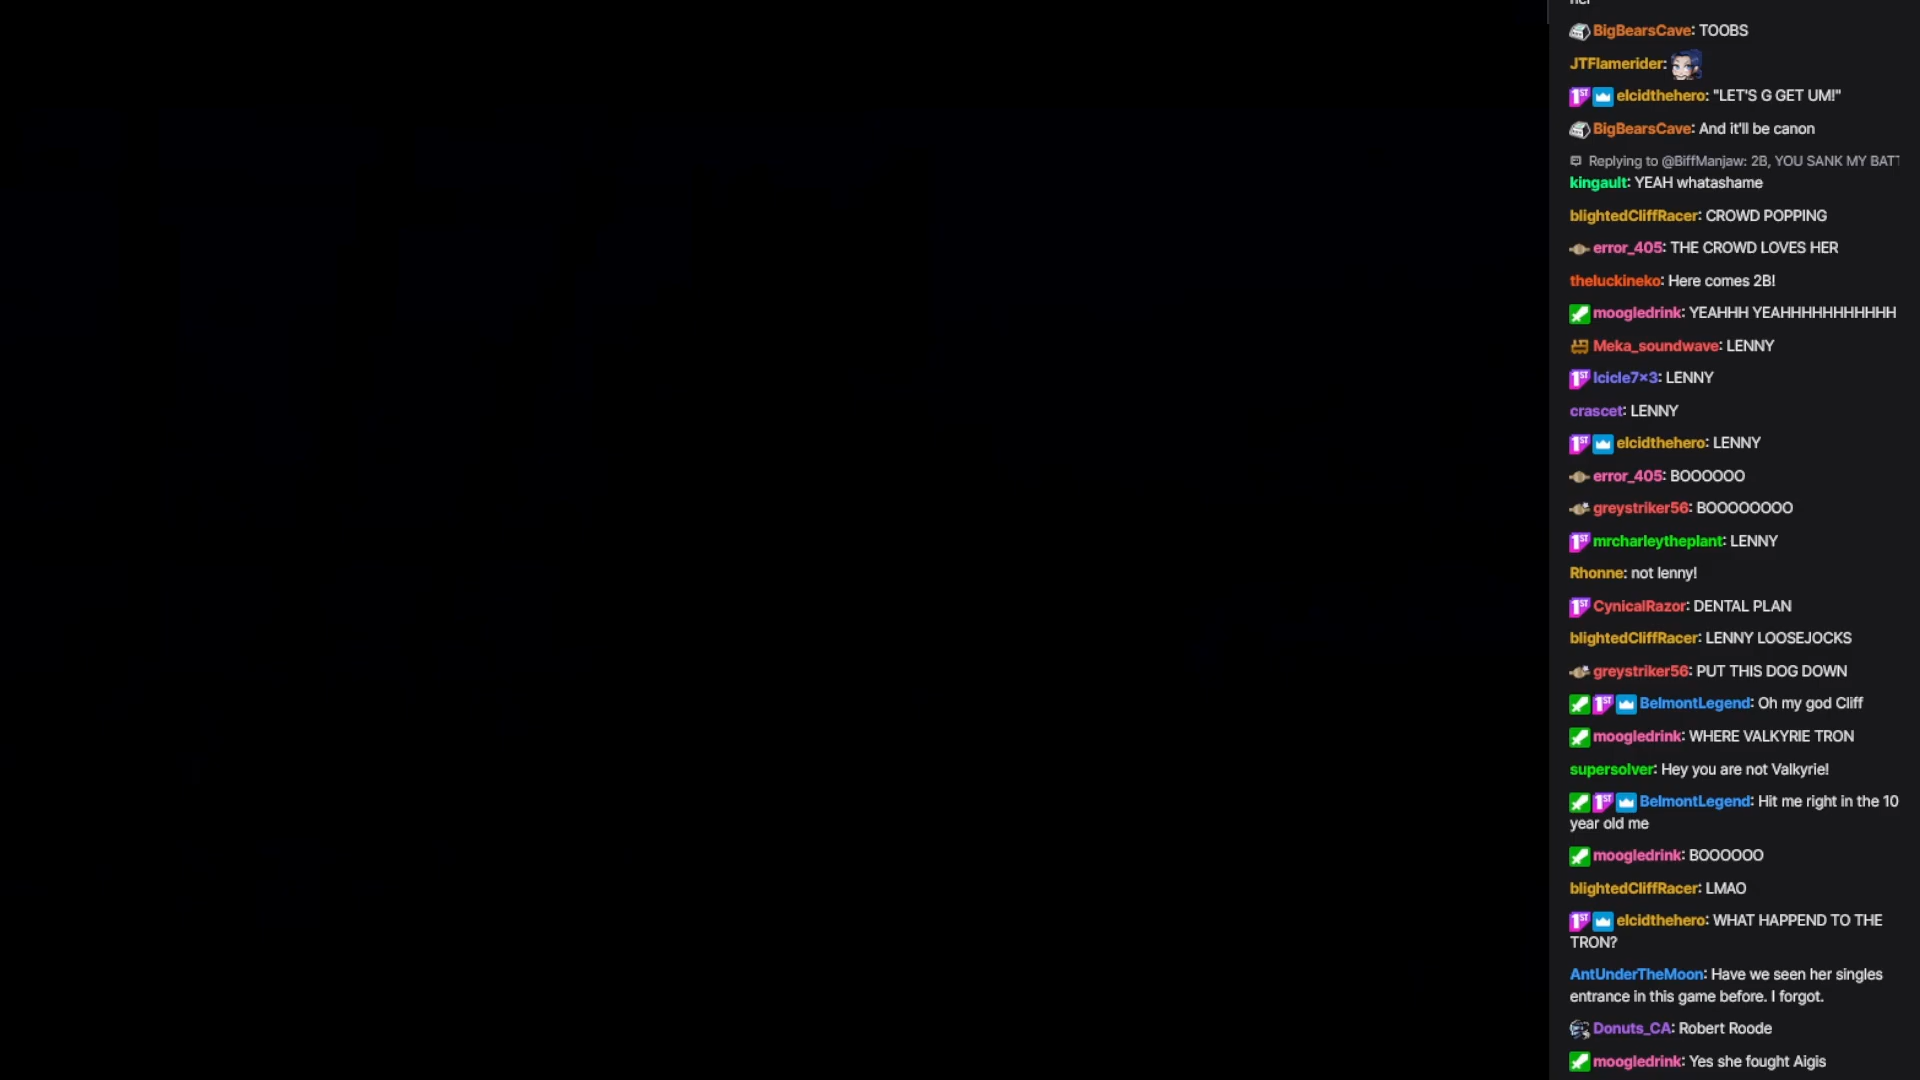 her
BigBearsCave: TOOBS
JTFlamerider:
elcidthehero: "LET'S G GET UM!"
BigBearsCave: And it'll be canon
Replying to @BiffManjaw: 2B, YOU SANK MY BATT
kingault: YEAH whatashame
blightedCliffRacer: CROWD POPPING
error_405: THE CROWD LOVES HER
theluckineko: Here comes 2B!
moogledrink: YEAHHH YEAHHHHHHHHHHH
Meka_soundwave: LENNY
Icicle7x3: LENNY
crascet: LENNY
elcidthehero: LENNY
error_405: BOOOOOO
greystriker56: BOOOOOOOO
mrcharleytheplant: LENNY
Rhonne: not lenny!
CynicalRazor: DENTAL PLAN
blightedCliffRacer: LENNY LOOSEJOCKS
greystriker56: PUT THIS DOG DOWN
BelmontLegend: Oh my god Cliff
moogledrink: WHERE VALKYRIE TRON
supersolver: Hey you are not Valkyrie!
BelmontLegend: Hit me right in the 10
year old me
moogledrink: BOOOOOO
blightedCliffRacer: LMAO
elcidthehero: WHAT HAPPEND TO THE
TRON?
AntUnderTheMoon: Have we seen her singles
entrance in this game before. I forgot.
Donuts_CA: Robert Roode
moogledrink: Yes she fought Aigis